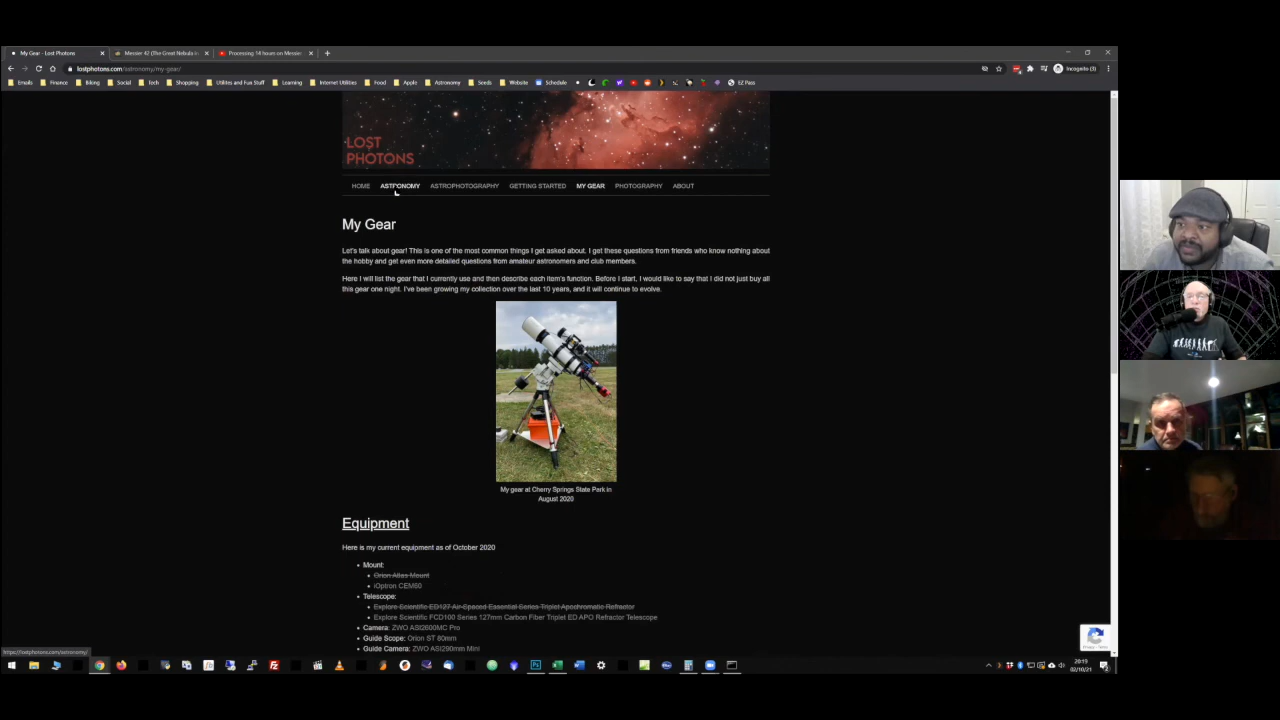 My Gear - Lost Photons
Messier 42 (The Great Nebula in
Processing 14 hours on Messie
lostphotons.com/astronomy/my-gear/
Incognito (3)
Emails Finance Biking Social Tech Shopping Utilities and Fun Stuff Learning Internet Utilities Food Apple Astronomy Seeds Website Schedule EZ Pass
LOST
PHOTONS
HOME ASTRONOMY ASTROPHOTOGRAPHY GETTING STARTED MY GEAR PHOTOGRAPHY ABOUT
My Gear
Let's talk about gear! This is one of the most common things I get asked about. I get these questions from friends who know nothing about
the hobby and get even more detailed questions from amateur astronomers and club members.
Here I will list the gear that I currently use and then describe each item's function. Before I start, I would like to say that I did not just buy all
this gear one night. I've been growing my collection over the last 10 years, and it will continue to evolve.
My gear at Cherry Springs State Park in
August 2020
Equipment
Here is my current equipment as of October 2020
Mount:
Orion Atlas Mount
iOptron CEM60
Telescope:
Explore Scientific ED127 Air-Spaced Essential Series Triplet Apochromatic Refractor
Explore Scientific FCD100 Series 127mm Carbon Fiber Triplet ED APO Refractor Telescope
Camera: ZWO ASI2600MC Pro
Guide Scope: Orion ST 80mm
Guide Camera: ZWO ASI290mm Mini
Privacy - Terms
https://lostphotons.com/astronomy/
20:19
02/10/21